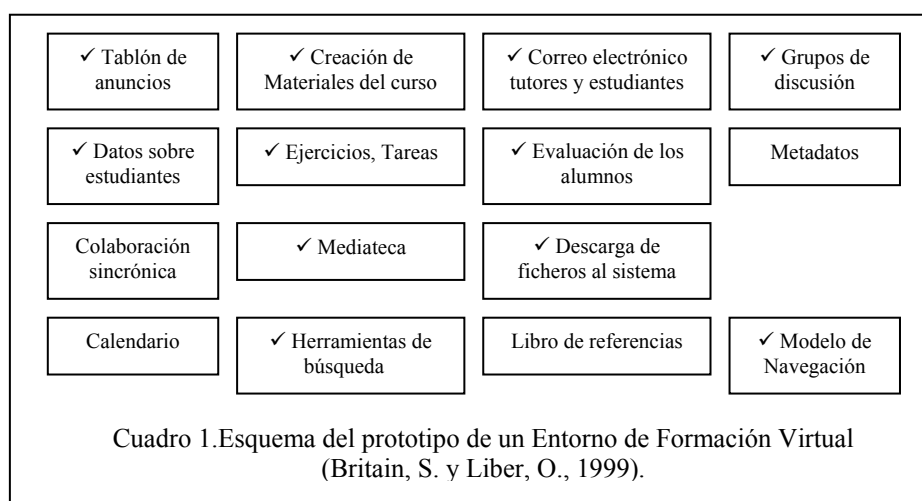 ✓ Tablón de
anuncios
✓ Creación de
Materiales del curso
✓ Correo electrónico
tutores y estudiantes
✓ Grupos de
discusión
✓ Datos sobre
estudiantes
✓ Ejercicios, Tareas
✓ Evaluación de los
alumnos
Metadatos
Colaboración
sincrónica
✓ Mediateca
✓ Descarga de
ficheros al sistema
Calendario
✓ Herramientas de
búsqueda
Libro de referencias
✓ Modelo de
Navegación
Cuadro 1.Esquema del prototipo de un Entorno de Formación Virtual
(Britain, S. y Liber, O., 1999).